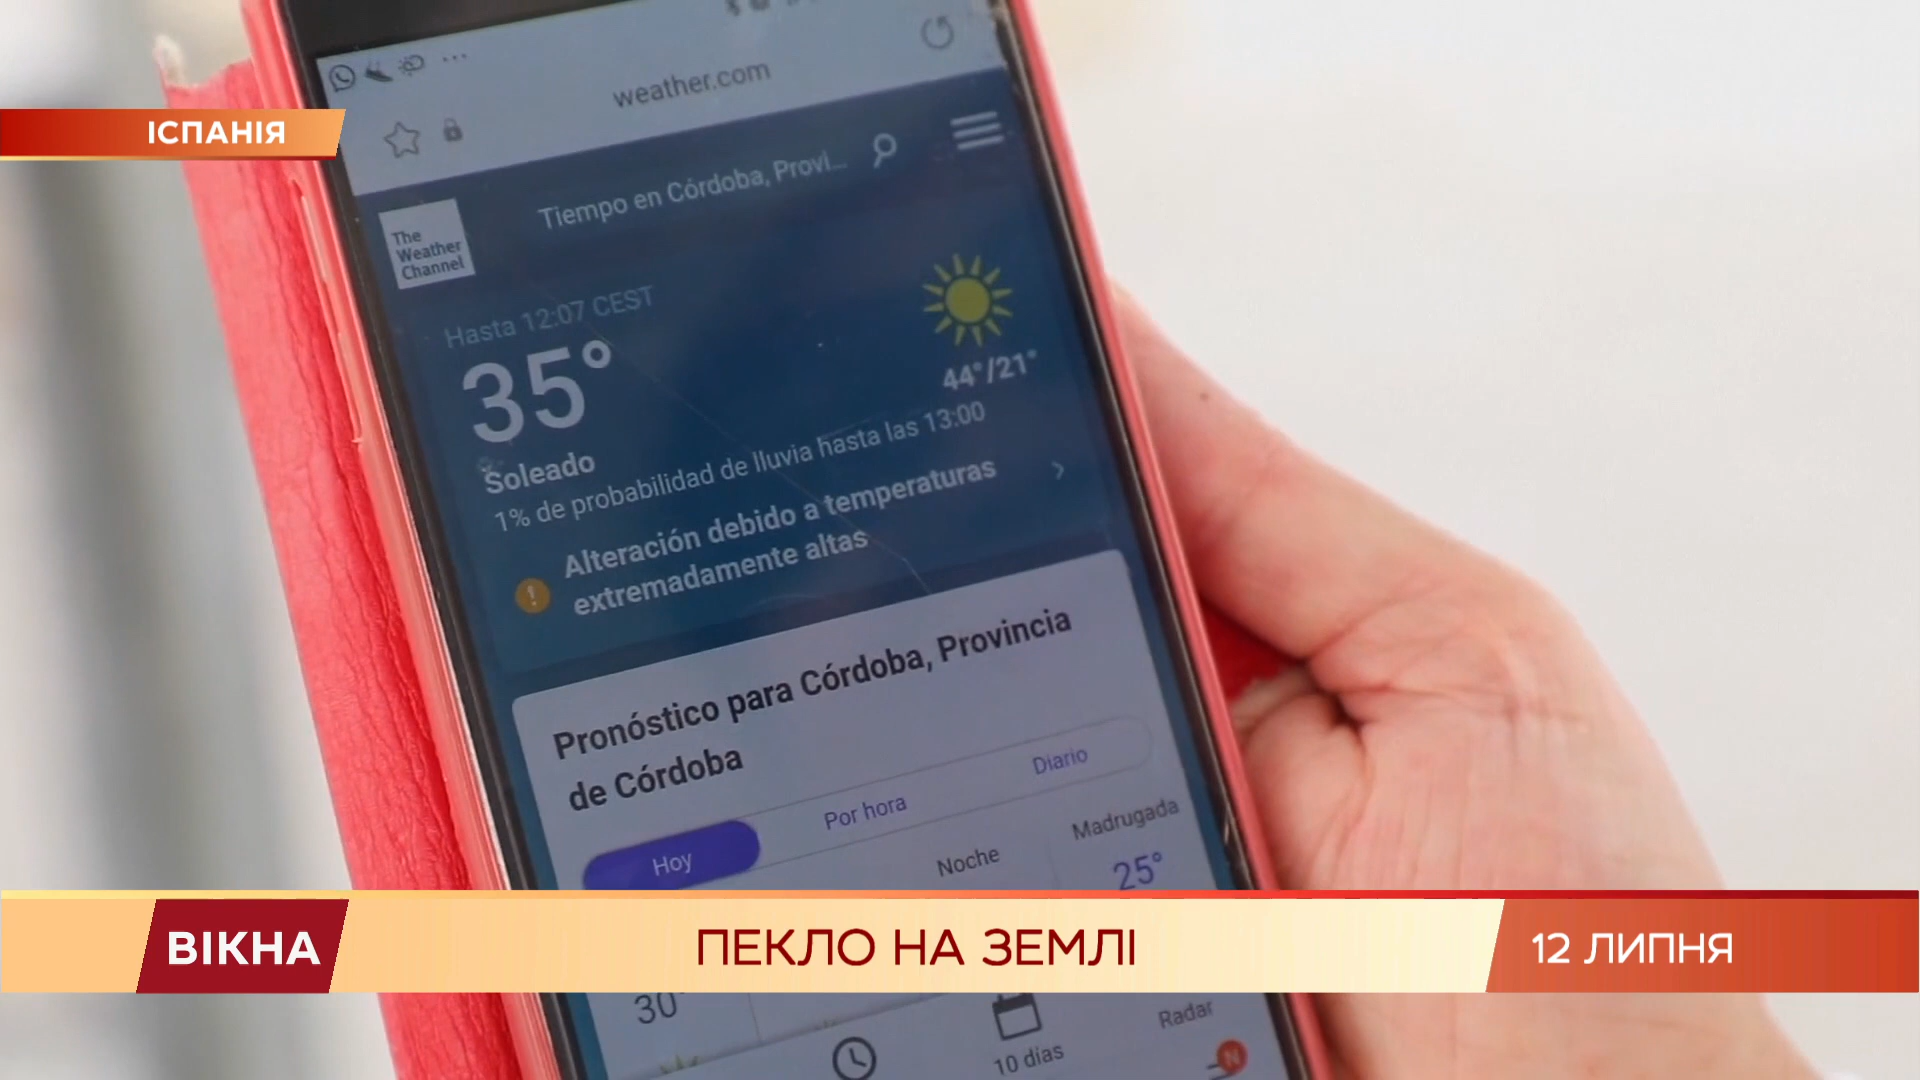 weather.com
ІСПАНІЯ
Tiempo en Córdoba, Provi...
The
Weather
Channel
Hasta 12:07 CEST
35°
44°/21°
Soleado
1% de probabilidad de lluvia hasta las 13:00
Alteración debido a temperaturas
extremadamente altas
Pronóstico para Córdoba, Provincia
de Córdoba
Hoy
Por hora
Diario
Noche
Madrugada
25°
ВІКНА
ПЕКЛО НА ЗЕМЛІ
12 ЛИПНЯ
30°
10 días
Radar
N